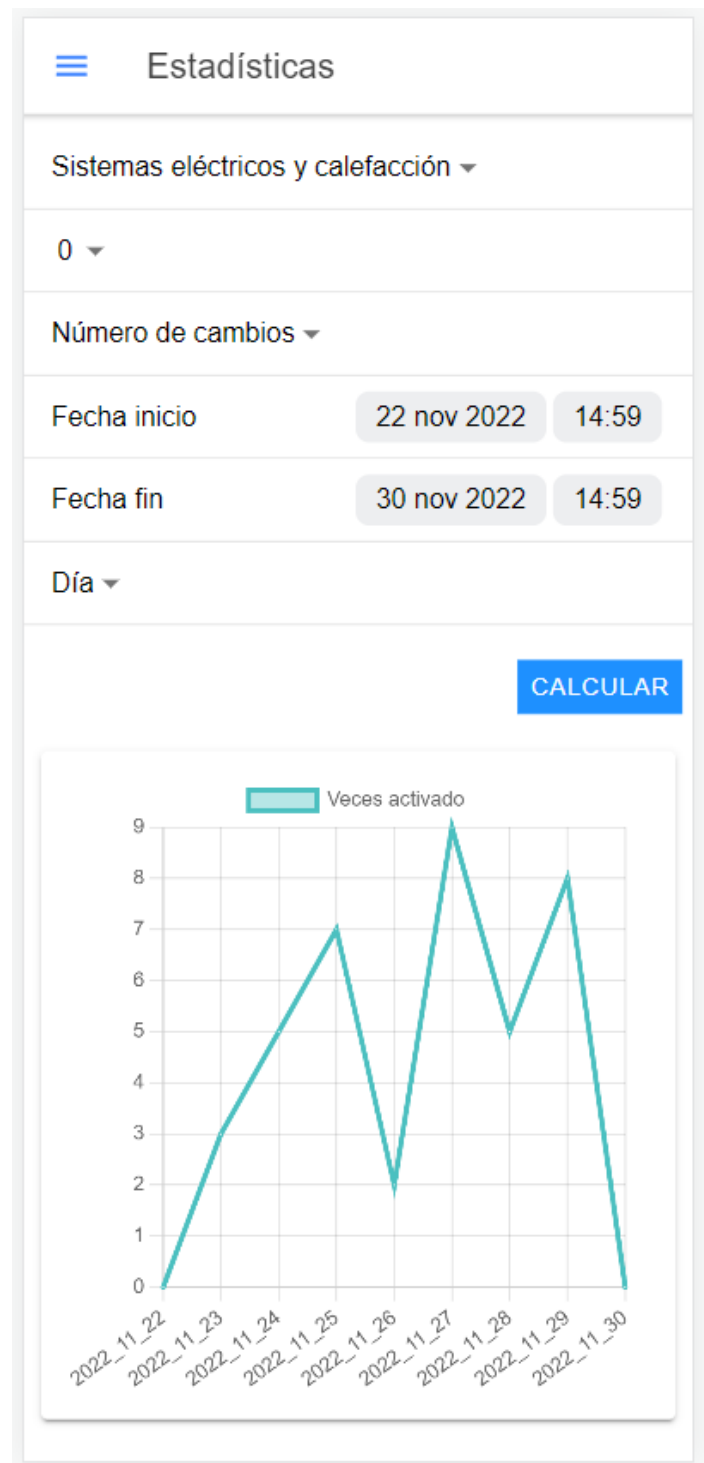 Estadísticas
Sistemas eléctricos y calefacción
0
Número de cambios
Fecha inicio 22 nov 2022 14:59
Fecha fin 30 nov 2022 14:59
Día
CALCULAR
Veces activado
9
8
7
6
5
4
3
2
1
0
2022_11_22 2022_11_23 2022_11_24 2022_11_25 2022_11_26 2022_11_27 2022_11_28 2022_11_29 2022_11_30